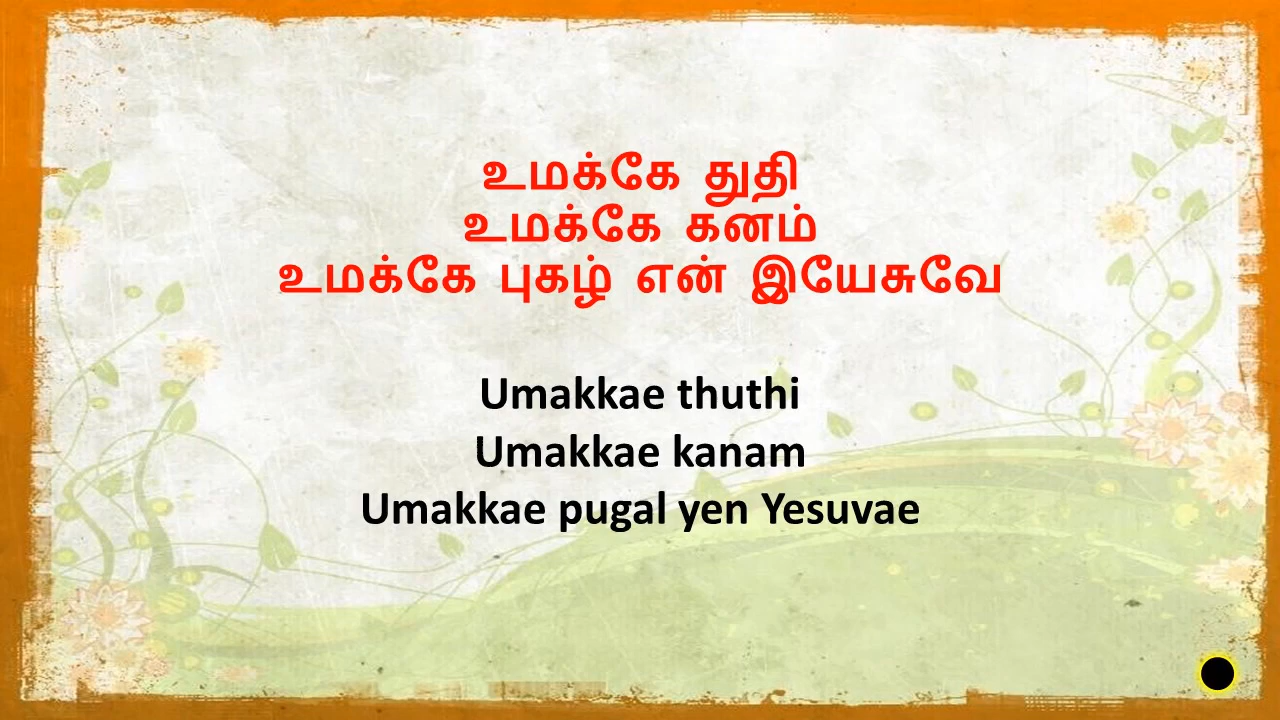 உமக்கே துதி
உமக்கே கனம்
உமக்கே புகழ் என் இயேசுவே
Umakkae thuthi
Umakkae kanam
Umakkae pugal yen Yesuvae